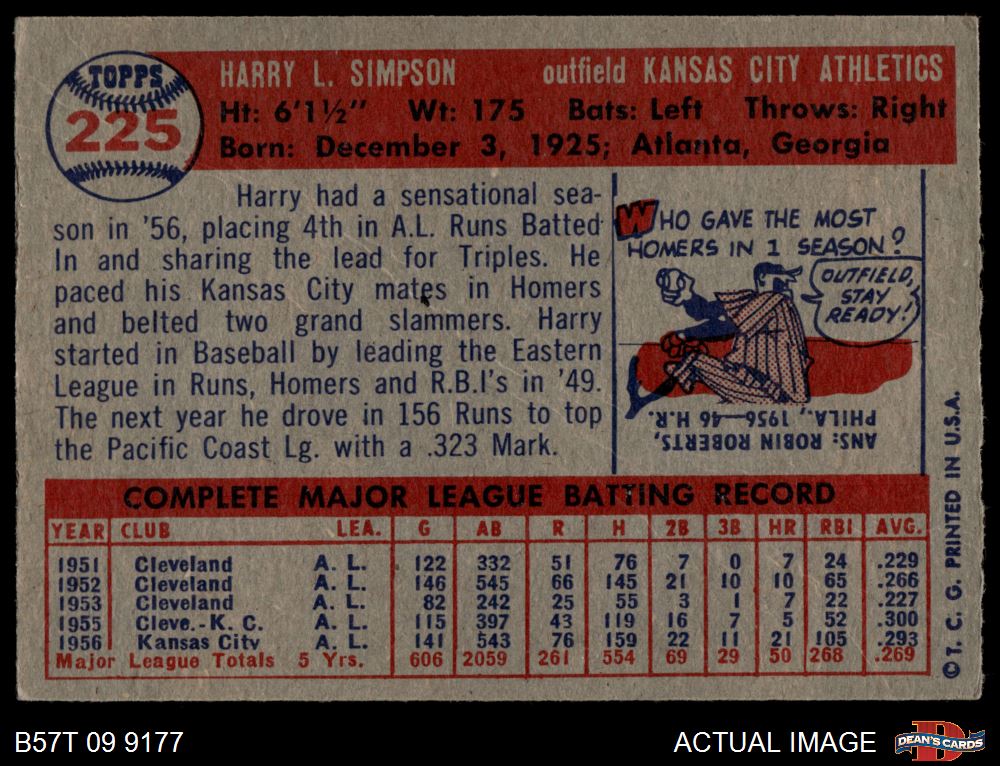 TOPPS
225
HARRY L. SIMPSON outfield KANSAS CITY ATHLETICS
Ht: 6'1½" Wt: 175 Bats: Left Throws: Right
Born: December 3, 1925; Atlanta, Georgia
Harry had a sensational sea-
son in '56, placing 4th in A.L. Runs Batted
In and sharing the lead for Triples. He
paced his Kansas City mates in Homers
and belted two grand slammers. Harry
started in Baseball by leading the Eastern
League in Runs, Homers and R.B.I's in '49.
The next year he drove in 156 Runs to top
the Pacific Coast Lg. with a .323 Mark.
WHO GAVE THE MOST
HOMERS IN 1 SEASON?
OUTFIELD,
STAY
READY!
ANS: ROBIN ROBERTS,
PHILA., 1956—46 H.R.
COMPLETE MAJOR LEAGUE BATTING RECORD
YEAR CLUB LEA. G AB R H 2B 3B HR RBI AVG.
1951 Cleveland A. L. 122 332 51 76 7 0 7 24 .229
1952 Cleveland A. L. 146 545 66 145 21 10 10 65 .266
1953 Cleveland A. L. 82 242 25 55 3 1 7 22 .227
1955 Cleve.-K. C. A. L. 115 397 43 119 16 7 5 52 .300
1956 Kansas City A. L. 141 543 76 159 22 11 21 105 .293
Major League Totals 5 Yrs. 606 2059 261 554 69 29 50 268 .269
© T. C. G. PRINTED IN U.S.A.
B57T 09 9177
ACTUAL IMAGE
DEAN'S CARDS